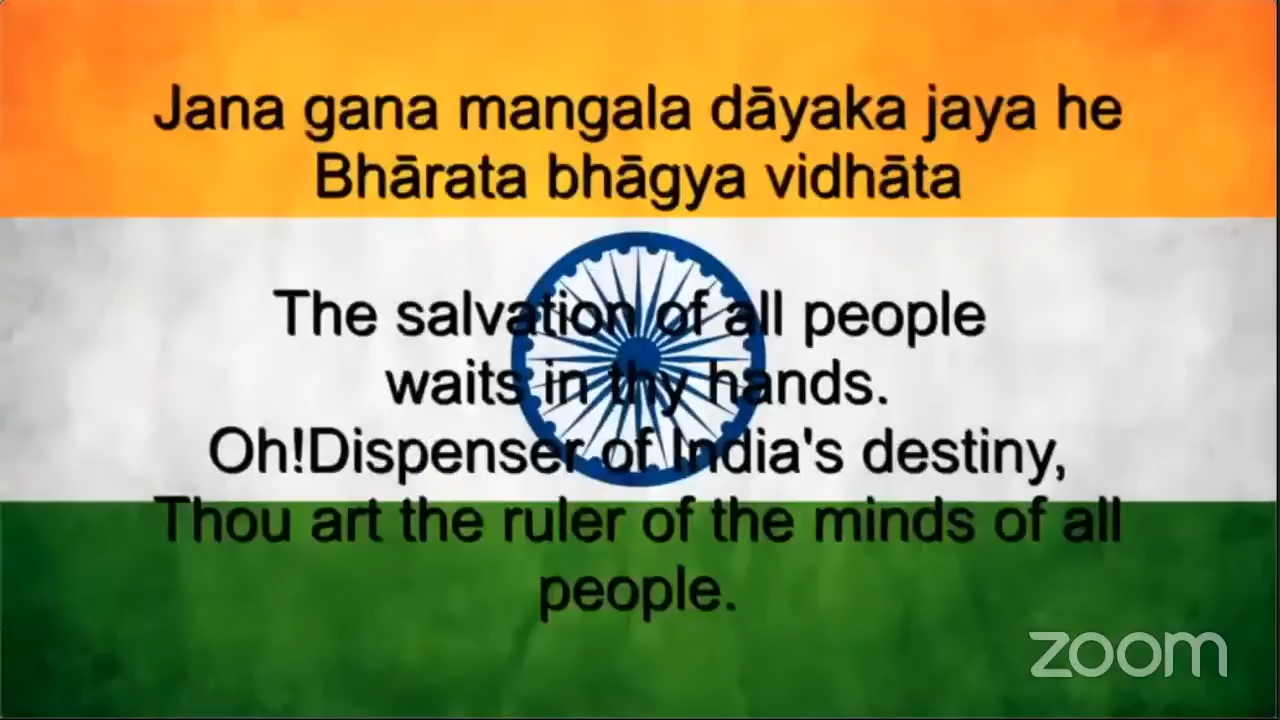 Jana gana mangala dāyaka jaya he
Bhārata bhāgya vidhāta
The salvation of all people
waits in thy hands.
Oh!Dispenser of India's destiny,
Thou art the ruler of the minds of all
people.
zoom